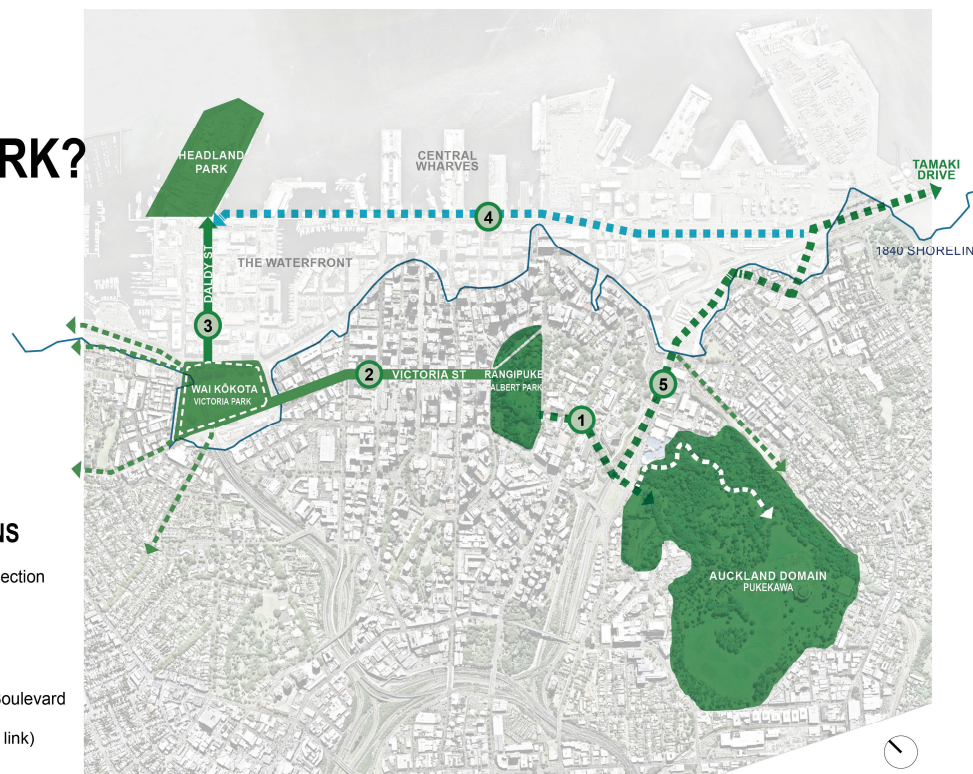 RK?
HEADLAND
PARK
CENTRAL
WHARVES
TAMAKI
DRIVE
4
1840 SHORELIN
THE WATERFRONT
DALDY ST
3
2
VICTORIA ST
RANGIPUKE
ALBERT PARK
WAI KŌKOTA
VICTORIA PARK
5
1
NS
ection
AUCKLAND DOMAIN
PUKEKAWA
oulevard
link)